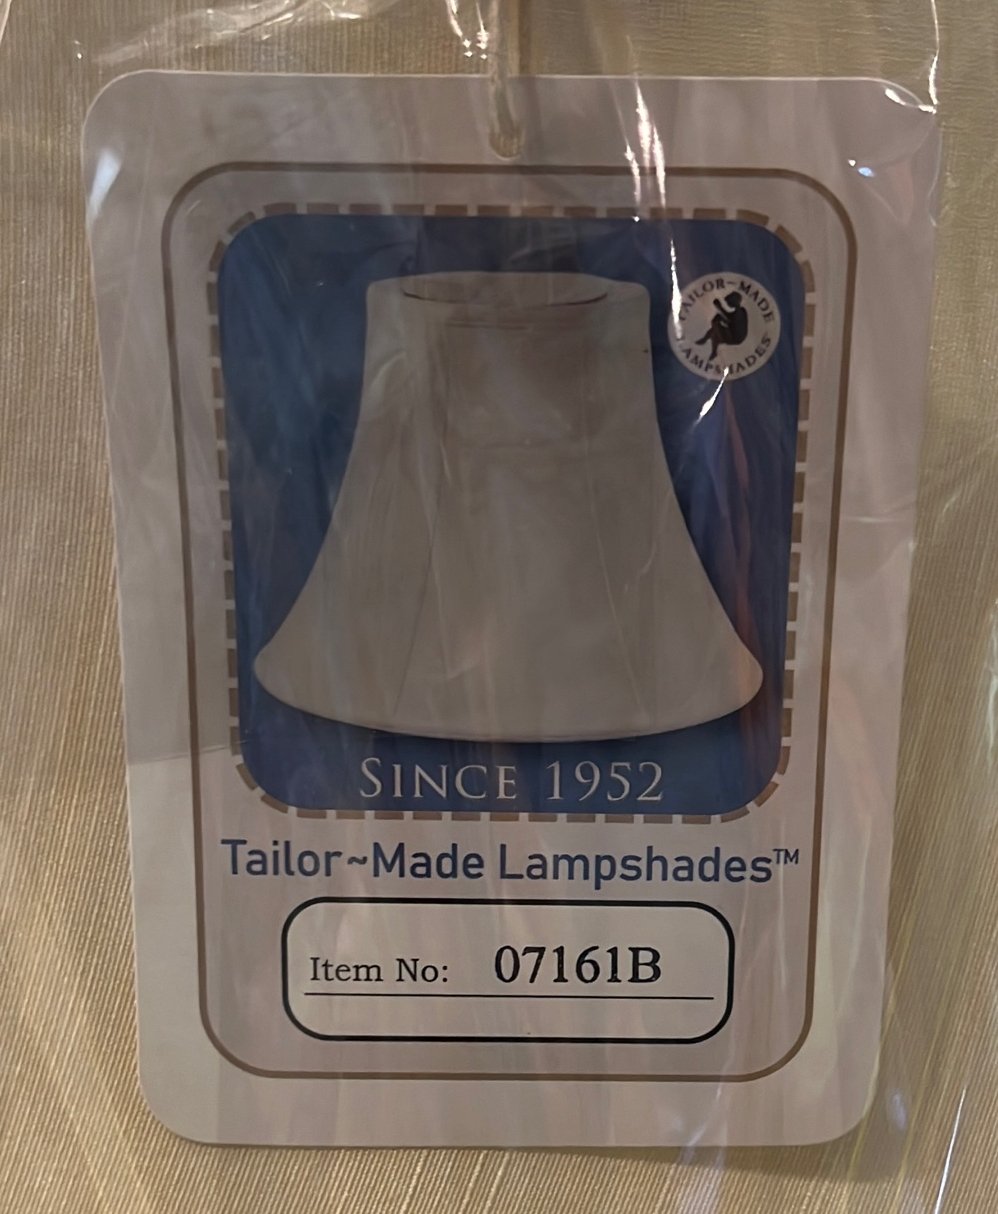 TAILOR~MADE
LAMPSHADES
SINCE 1952
Tailor~Made Lampshades™
Item No: 07161B